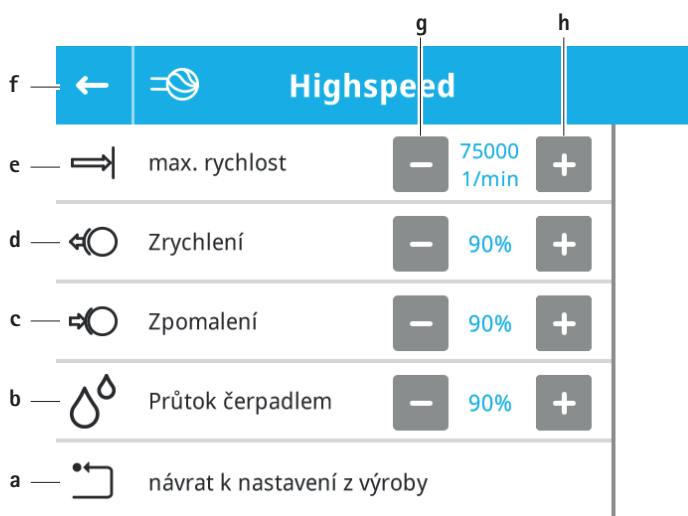 g h
f Highspeed
e max. rychlost 75000
1/min
d Zrychlení 90%
c Zpomalení 90%
b Průtok čerpadlem 90%
a návrat k nastavení z výroby